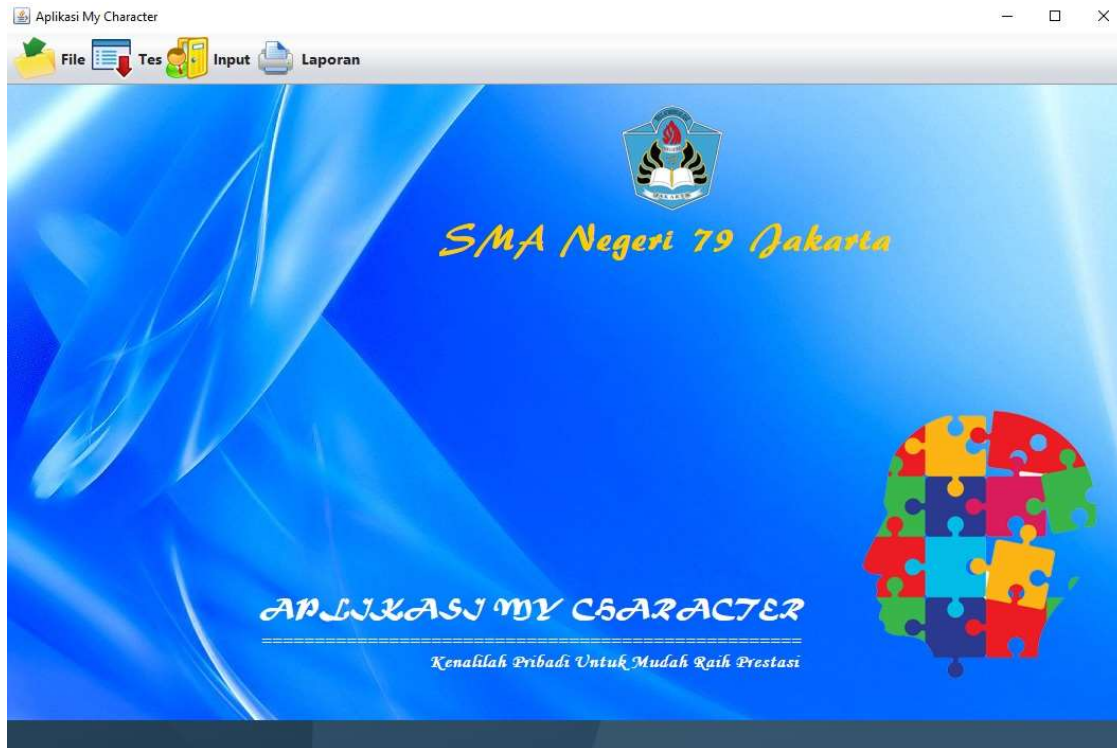 Aplikasi My Character
File Tes Input Laporan
SMA Negeri 79 Jakarta
APLIKASI MY CHARACTER
==================================================
Kenalilah Pribadi Untuk Mudah Raih Prestasi